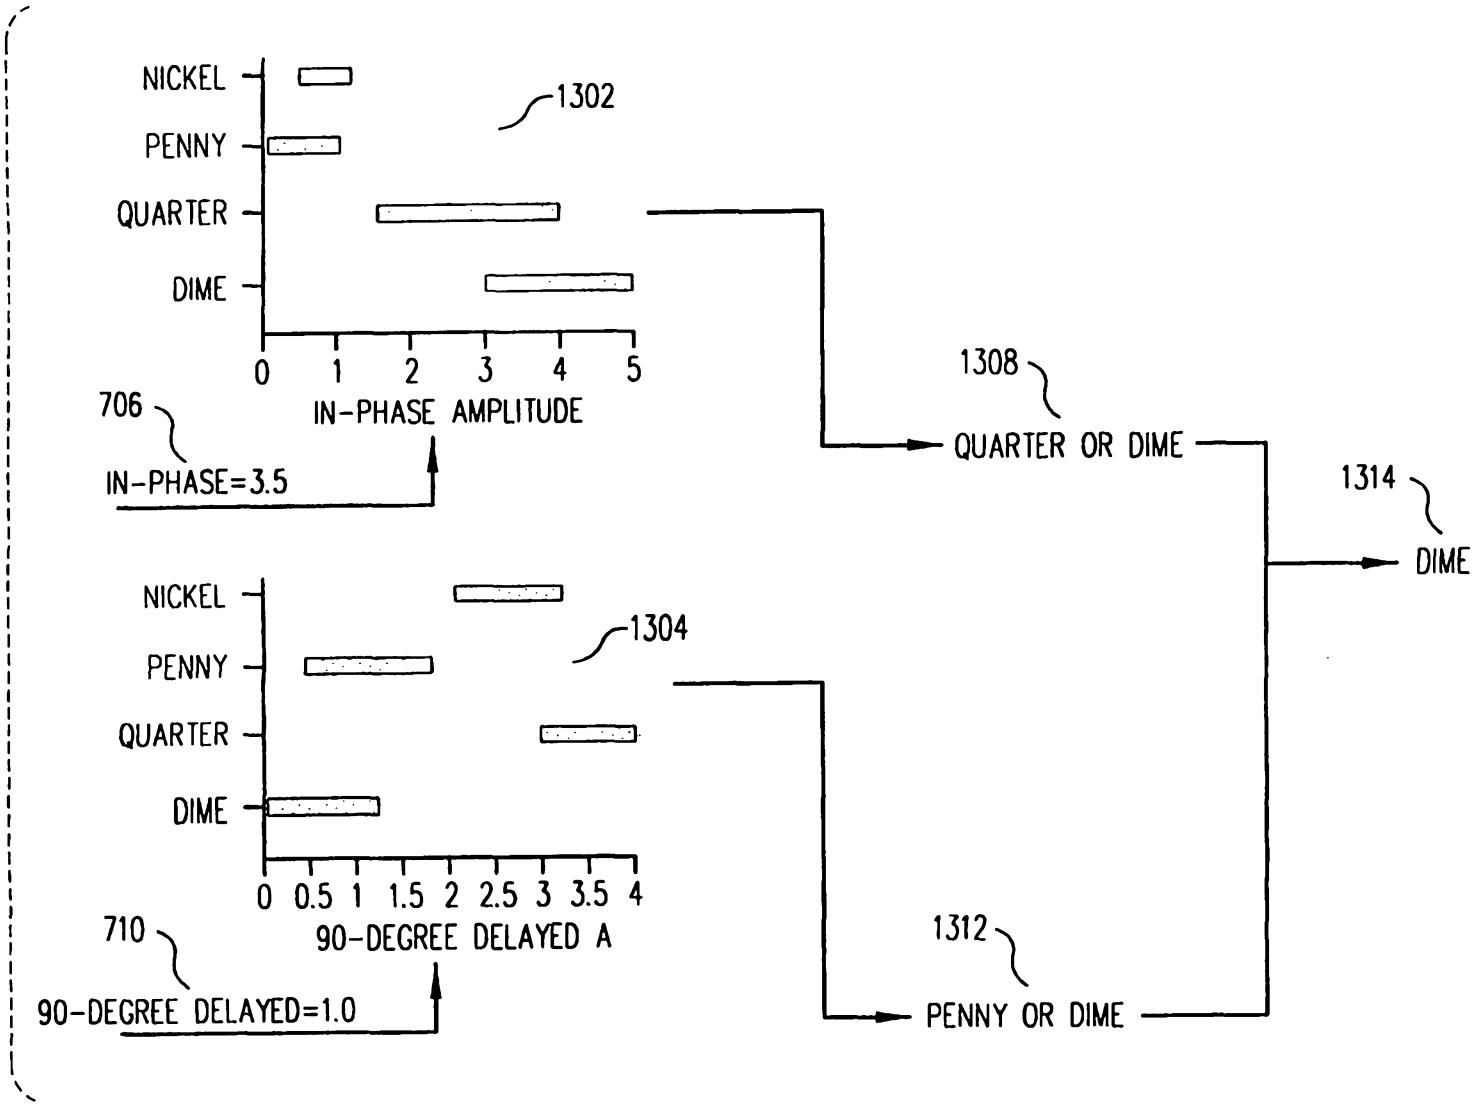 NICKEL
1302
PENNY
QUARTER
DIME
0 1 2 3 4 5
IN-PHASE AMPLITUDE
706
IN-PHASE=3.5
1308
QUARTER OR DIME
1314
DIME
NICKEL
1304
PENNY
QUARTER
DIME
0 0.5 1 1.5 2 2.5 3 3.5 4
90-DEGREE DELAYED A
710
90-DEGREE DELAYED=1.0
1312
PENNY OR DIME